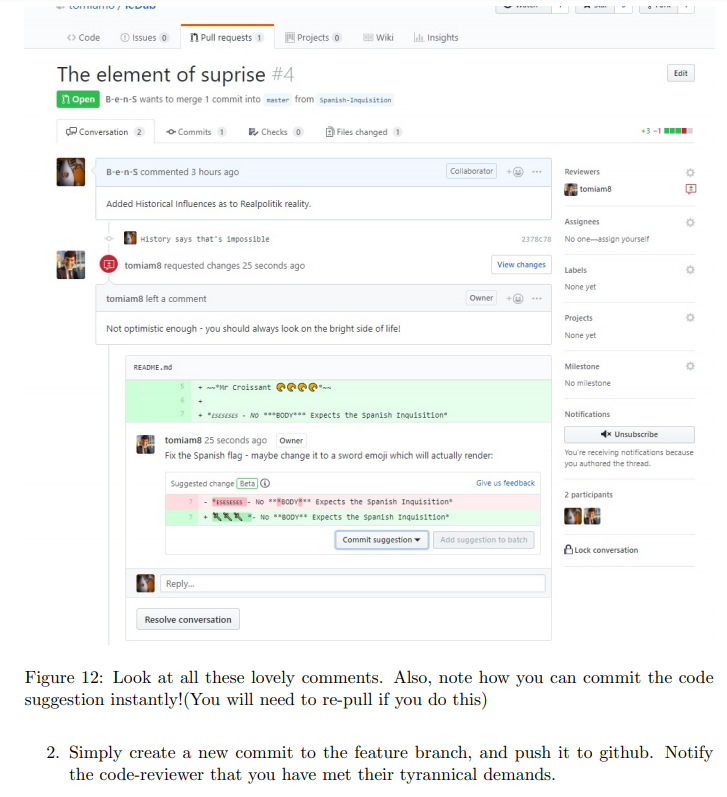 Code Issues 0 Pull requests 1 Projects 0 Wiki Insights
The element of suprise #4
Edit
Open B-e-n-S wants to merge 1 commit into master from Spanish-Inquisition
Conversation 2 Commits 1 Checks 0 Files changed 1 +3 −1
B-e-n-S commented 3 hours ago Collaborator
Added Historical Influences as to Realpolitik reality.
History says that's impossible 2378C78
tomiam8 requested changes 25 seconds ago View changes
tomiam8 left a comment Owner
Not optimistic enough - you should always look on the bright side of life!
README.md
5 + ~~*Mr Croissant 🥐🥐🥐🥐*~~
6 +
7 + *ESESESES - NO ***BODY*** Expects the Spanish Inquisition*
tomiam8 25 seconds ago Owner
Fix the Spanish flag - maybe change it to a sword emoji which will actually render:
Suggested change Beta Give us feedback
7 - *ESESESES - No ***BODY*** Expects the Spanish Inquisition*
7 + 🗡🗡🗡 *- No **BODY** Expects the Spanish Inquisition*
Commit suggestion Add suggestion to batch
Reply...
Resolve conversation
Reviewers
tomiam8
Assignees
No one—assign yourself
Labels
None yet
Projects
None yet
Milestone
No milestone
Notifications
Unsubscribe
You're receiving notifications because
you authored the thread.
2 participants
Lock conversation
Figure 12: Look at all these lovely comments. Also, note how you can commit the code
suggestion instantly!(You will need to re-pull if you do this)
2. Simply create a new commit to the feature branch, and push it to github. Notify
the code-reviewer that you have met their tyrannical demands.